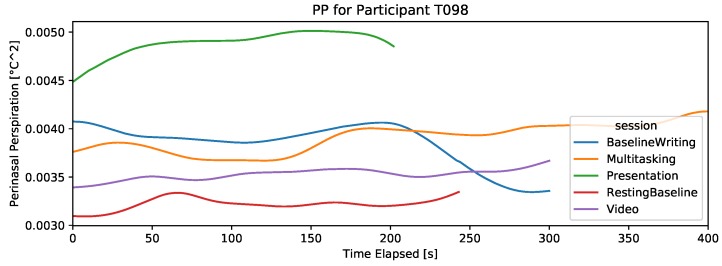 PP for Participant T098
Perinasal Perspiration [°C^2]
0.0050
0.0045
0.0040
0.0035
0.0030
0
50
100
150
200
250
300
350
400
Time Elapsed [s]
session
BaselineWriting
Multitasking
Presentation
RestingBaseline
Video